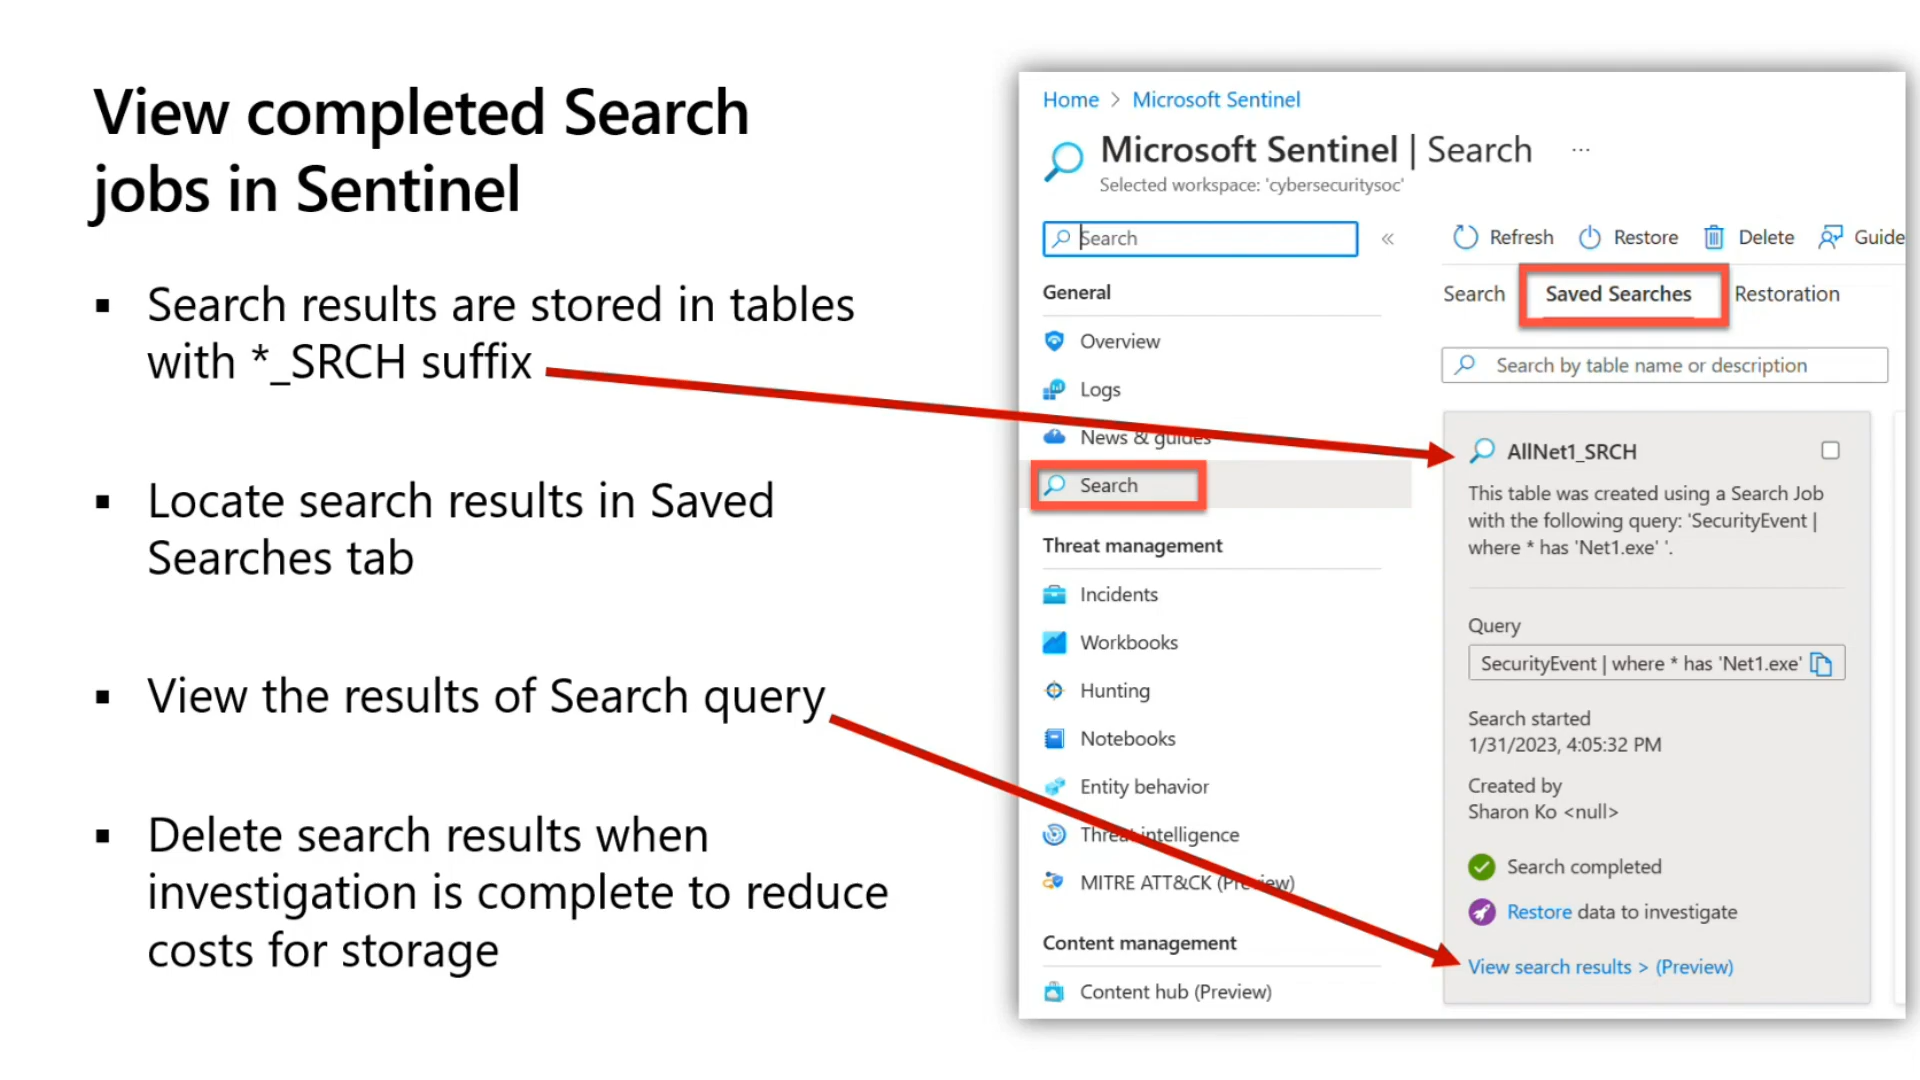 View completed Search
jobs in Sentinel
▪ Search results are stored in tables
with *_SRCH suffix
▪ Locate search results in Saved
Searches tab
▪ View the results of Search query
▪ Delete search results when
investigation is complete to reduce
costs for storage
Home > Microsoft Sentinel
Microsoft Sentinel | Search ...
Selected workspace: 'cybersecuritysoc'
Search «
General
Overview
Logs
News & guides
Search
Threat management
Incidents
Workbooks
Hunting
Notebooks
Entity behavior
Threat intelligence
MITRE ATT&CK (Preview)
Content management
Content hub (Preview)
Refresh Restore Delete Guide
Search Saved Searches Restoration
Search by table name or description
AllNet1_SRCH
This table was created using a Search Job
with the following query: 'SecurityEvent |
where * has 'Net1.exe' '.
Query
SecurityEvent | where * has 'Net1.exe'
Search started
1/31/2023, 4:05:32 PM
Created by
Sharon Ko <null>
Search completed
Restore data to investigate
View search results > (Preview)